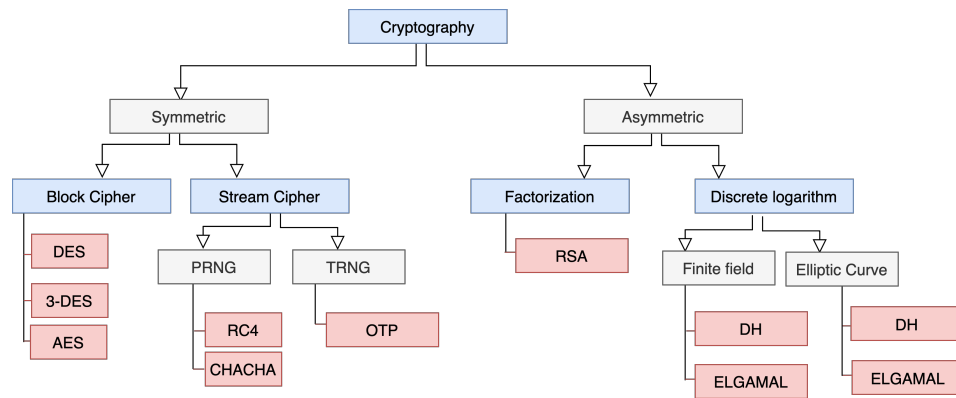 Cryptography
Symmetric
Asymmetric
Block Cipher
Stream Cipher
Factorization
Discrete logarithm
DES
3-DES
AES
PRNG
TRNG
RC4
CHACHA
OTP
RSA
Finite field
Elliptic Curve
DH
ELGAMAL
DH
ELGAMAL